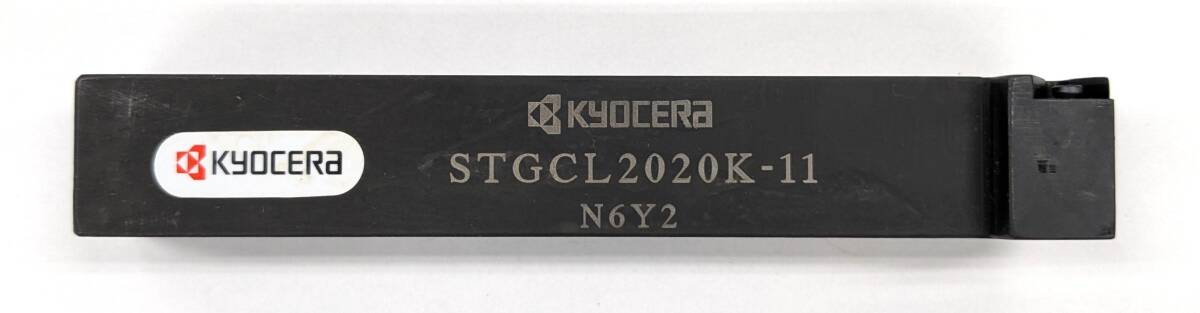 KYOCERA
KYOCERA
STGCL2020K-11
N6Y2